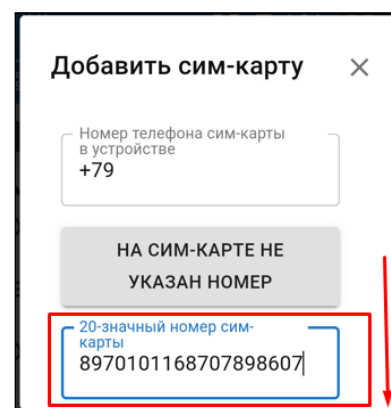 Добавить сим-карту
Номер телефона сим-карты
в устройстве
+79
НА СИМ-КАРТЕ НЕ
УКАЗАН НОМЕР
20-значный номер сим-
карты
8970101168707898607